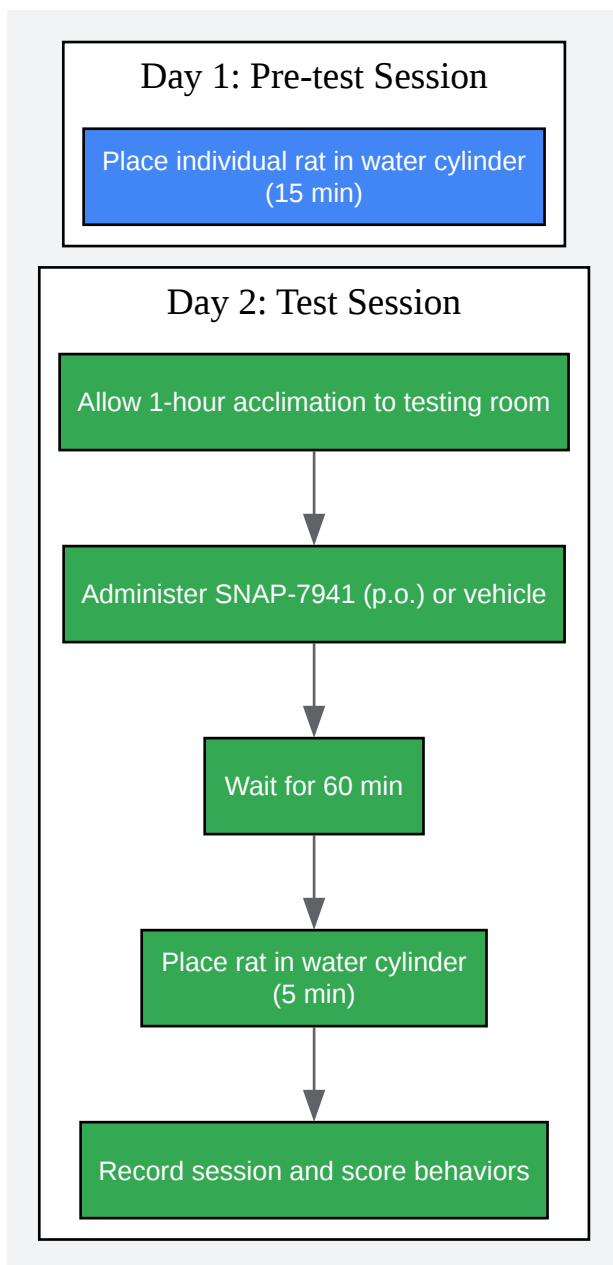 Day 1: Pre-test Session
Place individual rat in water cylinder
(15 min)
Day 2: Test Session
Allow 1-hour acclimation to testing room
Administer SNAP-7941 (p.o.) or vehicle
Wait for 60 min
Place rat in water cylinder
(5 min)
Record session and score behaviors